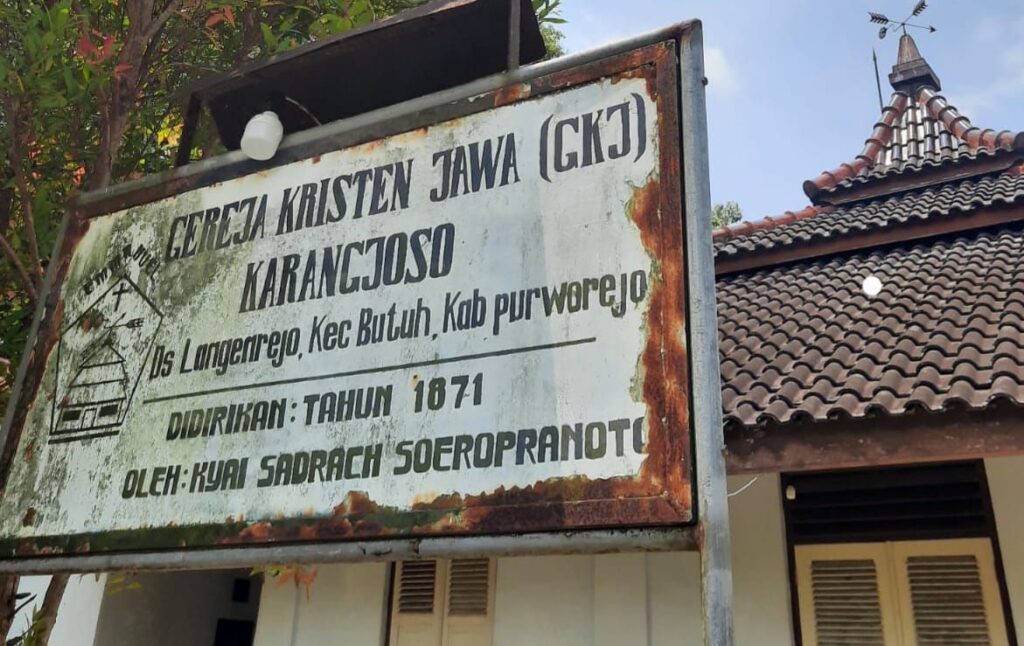 GEREJA KRISTEN JAWA (GKJ)
KARANGJOSO
Ds Langenrejo, Kec Butuh, Kab purworejo
DIDIRIKAN : TAHUN 1871
OLEH : KYAI SADRACH SOEROPRANOTO